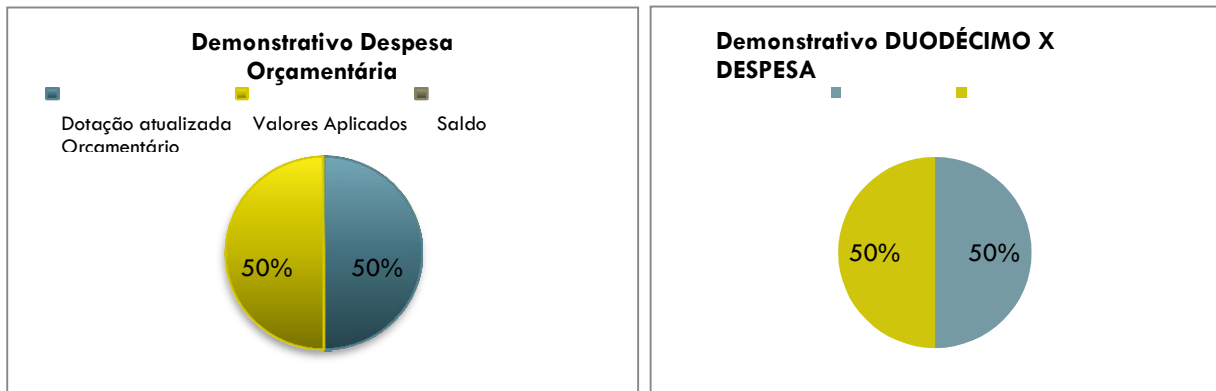 Demonstrativo Despesa
Orçamentária
Dotação atualizada Valores Aplicados Saldo
Orçamentário
50% 50%
Demonstrativo DUODÉCIMO X
DESPESA
50% 50%